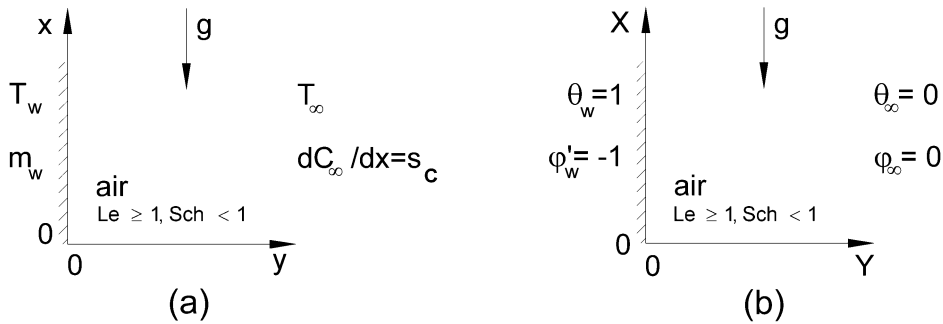 x
g
T_w
T_∞
m_w
dC_∞/dx=s_c
air
Le ≥ 1, Sch < 1
0
0
y
(a)
X
g
θ_w=1
θ_∞= 0
φ'_w= -1
φ_∞= 0
air
Le ≥ 1, Sch < 1
0
0
Y
(b)